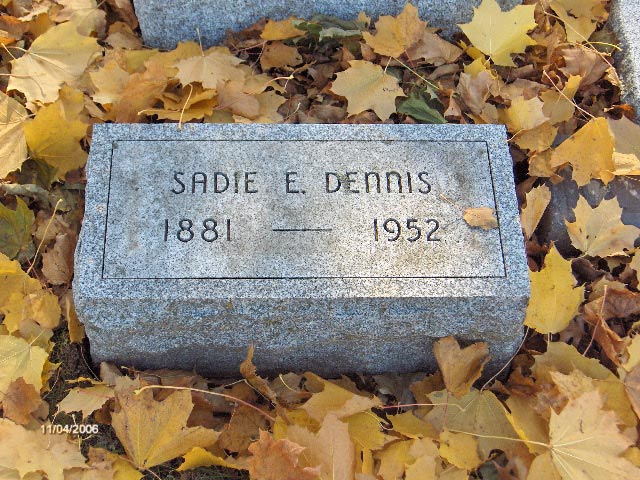 SADIE E. DENNIS
1881 — 1952
11/04/2006